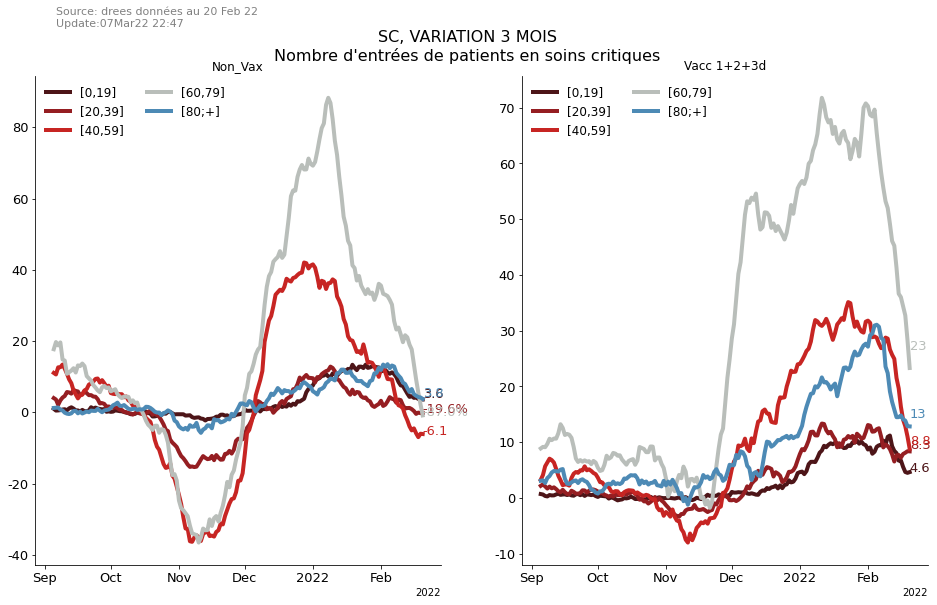 Source: drees données au 20 Feb 22
Update:07Mar22 22:47
SC, VARIATION 3 MOIS
Nombre d'entrées de patients en soins critiques
Non_Vax
[0,19]
[20,39]
[40,59]
[60,79]
[80;+]
80
60
40
20
0
-20
-40
3.6
-19.6%
-6.1
Sep
Oct
Nov
Dec
2022
Feb
2022
Vacc 1+2+3d
[0,19]
[20,39]
[40,59]
[60,79]
[80;+]
70
60
50
40
30
20
10
0
-10
23
13
8.8
4.6
Sep
Oct
Nov
Dec
2022
Feb
2022